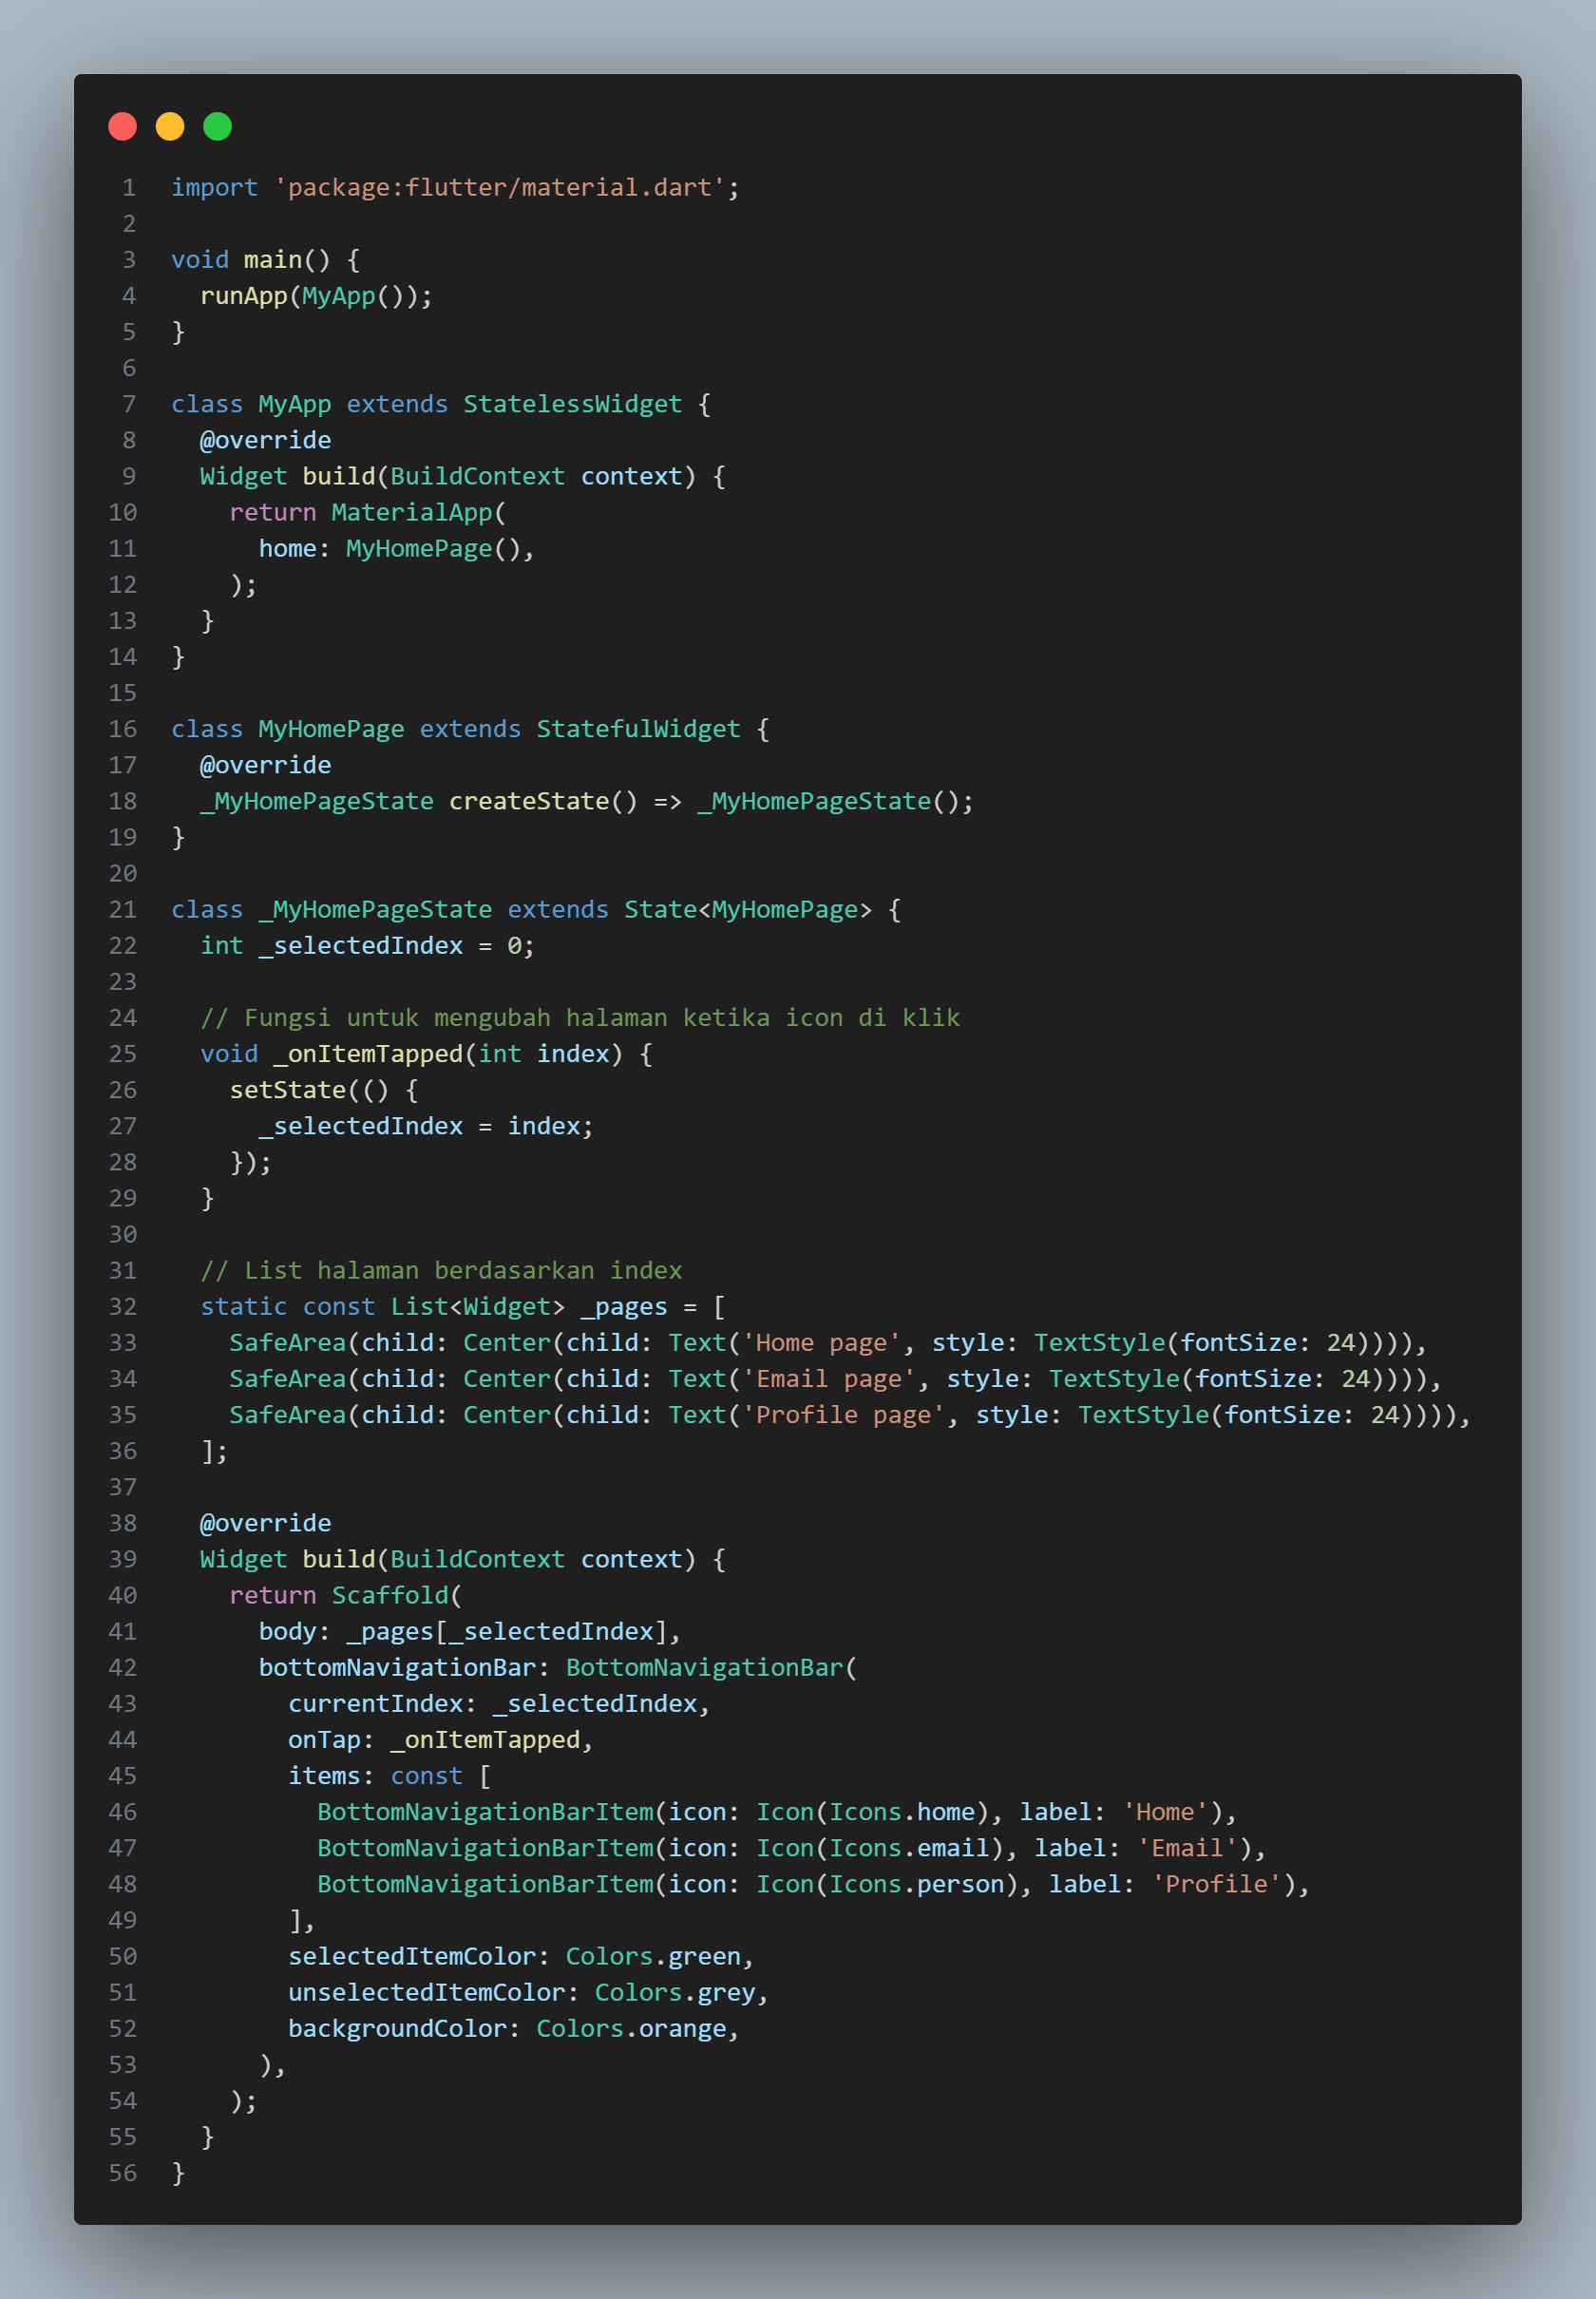 1 import 'package:flutter/material.dart';
2
3 void main() {
4   runApp(MyApp());
5 }
6
7 class MyApp extends StatelessWidget {
8   @override
9   Widget build(BuildContext context) {
10     return MaterialApp(
11       home: MyHomePage(),
12     );
13   }
14 }
15
16 class MyHomePage extends StatefulWidget {
17   @override
18   _MyHomePageState createState() => _MyHomePageState();
19 }
20
21 class _MyHomePageState extends State<MyHomePage> {
22   int _selectedIndex = 0;
23
24   // Fungsi untuk mengubah halaman ketika icon di klik
25   void _onItemTapped(int index) {
26     setState(() {
27       _selectedIndex = index;
28     });
29   }
30
31   // List halaman berdasarkan index
32   static const List<Widget> _pages = [
33     SafeArea(child: Center(child: Text('Home page', style: TextStyle(fontSize: 24)))),
34     SafeArea(child: Center(child: Text('Email page', style: TextStyle(fontSize: 24)))),
35     SafeArea(child: Center(child: Text('Profile page', style: TextStyle(fontSize: 24)))),
36   ];
37
38   @override
39   Widget build(BuildContext context) {
40     return Scaffold(
41       body: _pages[_selectedIndex],
42       bottomNavigationBar: BottomNavigationBar(
43         currentIndex: _selectedIndex,
44         onTap: _onItemTapped,
45         items: const [
46           BottomNavigationBarItem(icon: Icon(Icons.home), label: 'Home'),
47           BottomNavigationBarItem(icon: Icon(Icons.email), label: 'Email'),
48           BottomNavigationBarItem(icon: Icon(Icons.person), label: 'Profile'),
49         ],
50         selectedItemColor: Colors.green,
51         unselectedItemColor: Colors.grey,
52         backgroundColor: Colors.orange,
53       ),
54     );
55   }
56 }